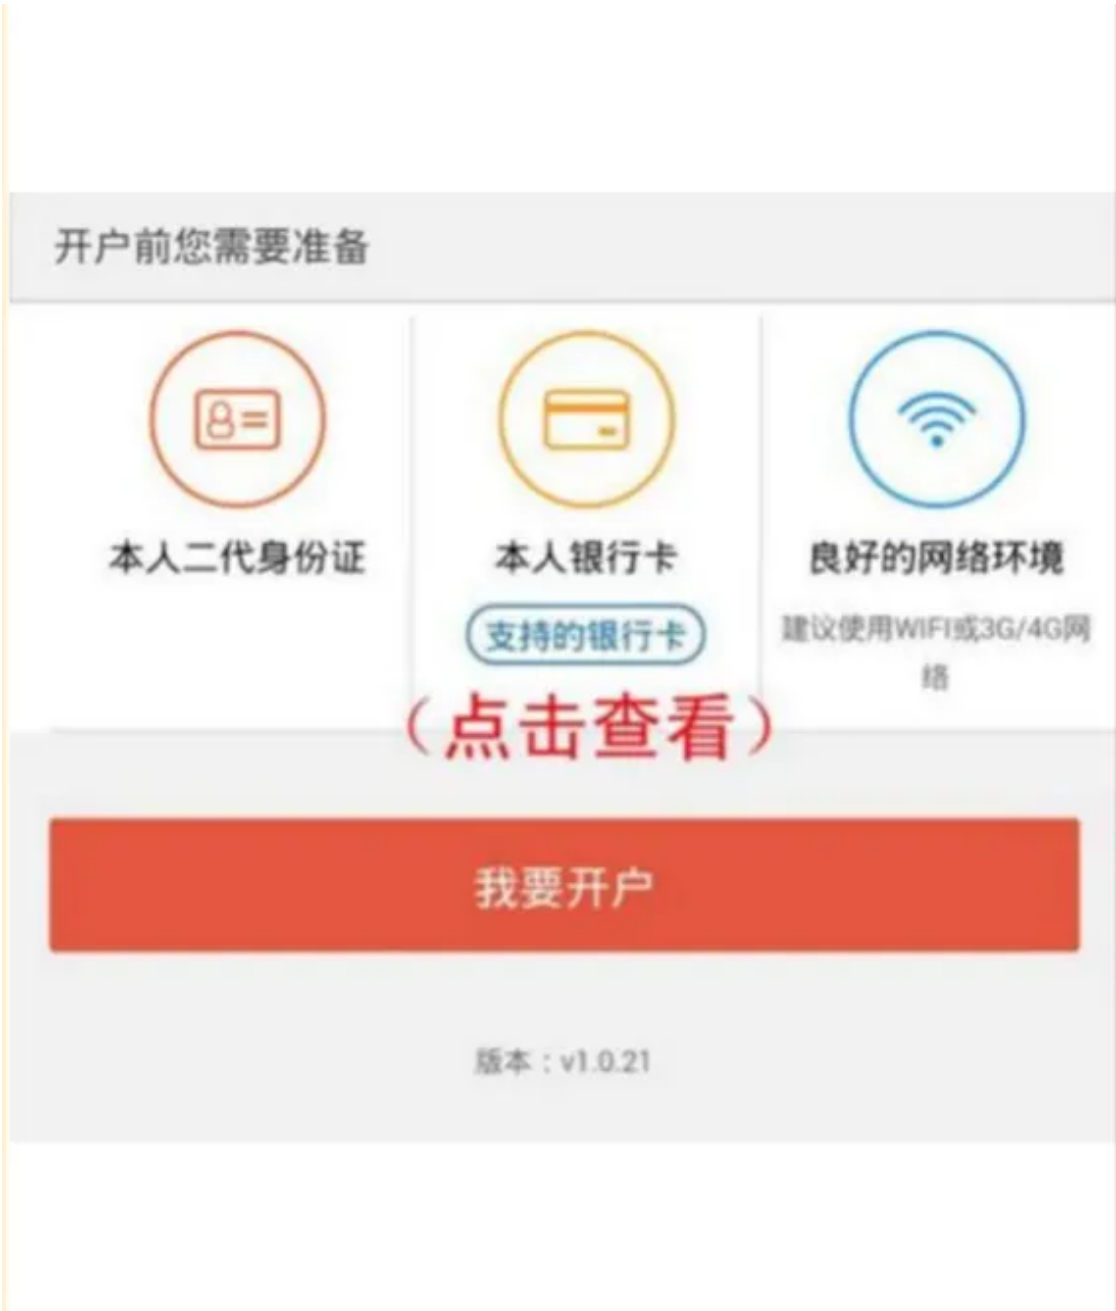 开户前您需要准备
本人二代身份证
本人银行卡
支持的银行卡
良好的网络环境
建议使用WIFI或3G/4G网
络
（点击查看）
我要开户
版本：v1.0.21